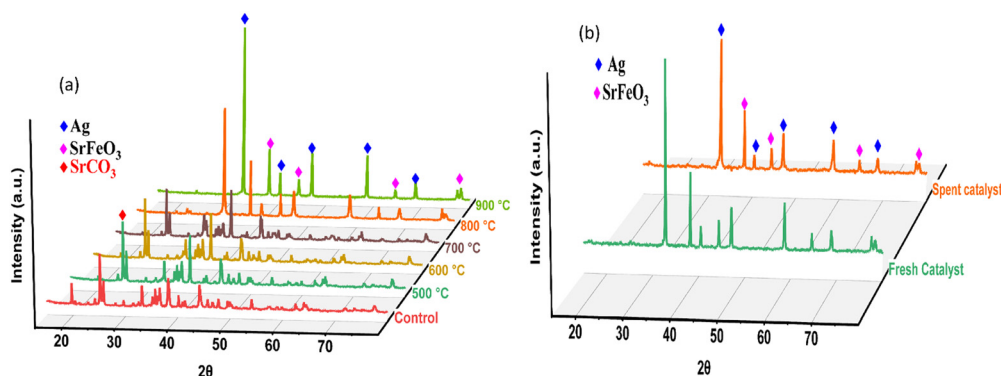 (a)
Ag
SrFeO₃
SrCO₃
Intensity (a.u.)
900 °C
800 °C
700 °C
600 °C
500 °C
Control
20 30 40 50 60 70
2θ
(b)
Ag
SrFeO₃
Intensity (a.u.)
Spent catalyst
Fresh Catalyst
20 30 40 50 60 70
2θ